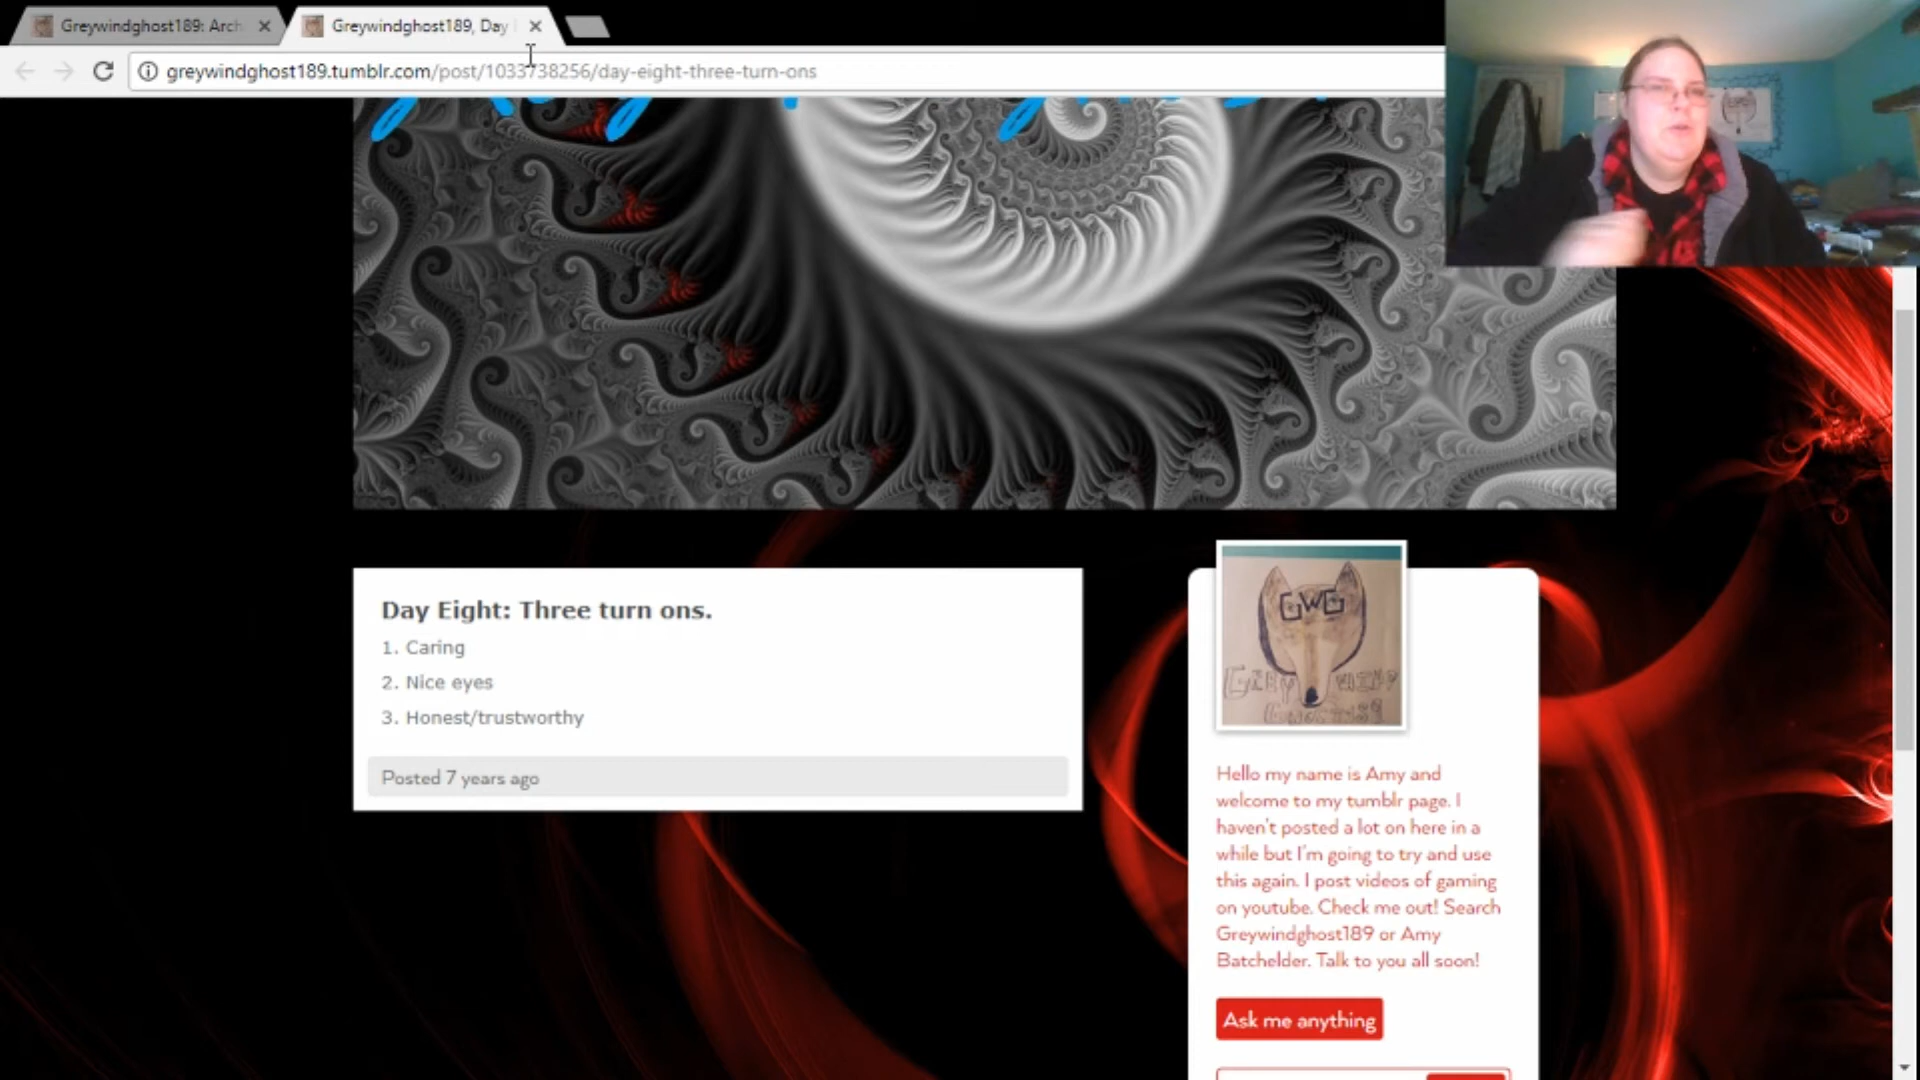 Greywindghost189: Arch
Greywindghost189, Day
greywindghost189.tumblr.com/post/1033738256/day-eight-three-turn-ons
Day Eight: Three turn ons.
1. Caring
2. Nice eyes
3. Honest/trustworthy
Posted 7 years ago
GWG
Hello my name is Amy and
welcome to my tumblr page. I
haven't posted a lot on here in a
while but I'm going to try and use
this again. I post videos of gaming
on youtube. Check me out! Search
Greywindghost189 or Amy
Batchelder. Talk to you all soon!
Ask me anything